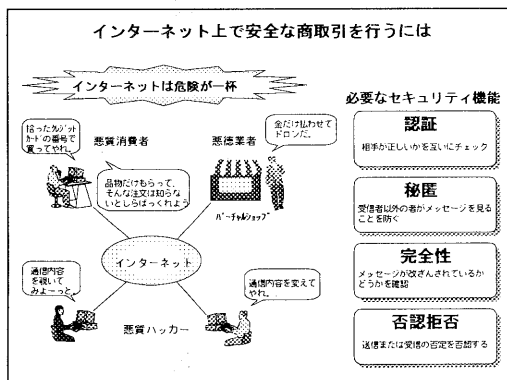 インターネット上で安全な商取引を行うには
インターネットは危険が一杯
拾ったクレジット
カードの番号で
買ってやれ。
悪質消費者
品物だけもらって、
そんな注文は知らな
いとしらばっくれよう
悪徳業者
金だけ払わせて
ドロンだ。
バーチャルショップ
インターネット
通信内容
を覗いて
みよーっと。
悪質ハッカー
通信内容を変えて
やれ。
必要なセキュリティ機能
認証
相手が正しいかを互いにチェック
秘匿
受信者以外の者がメッセージを見る
ことを防ぐ
完全性
メッセージが改ざんされているか
どうかを確認
否認拒否
送信または受信の否定を否認する